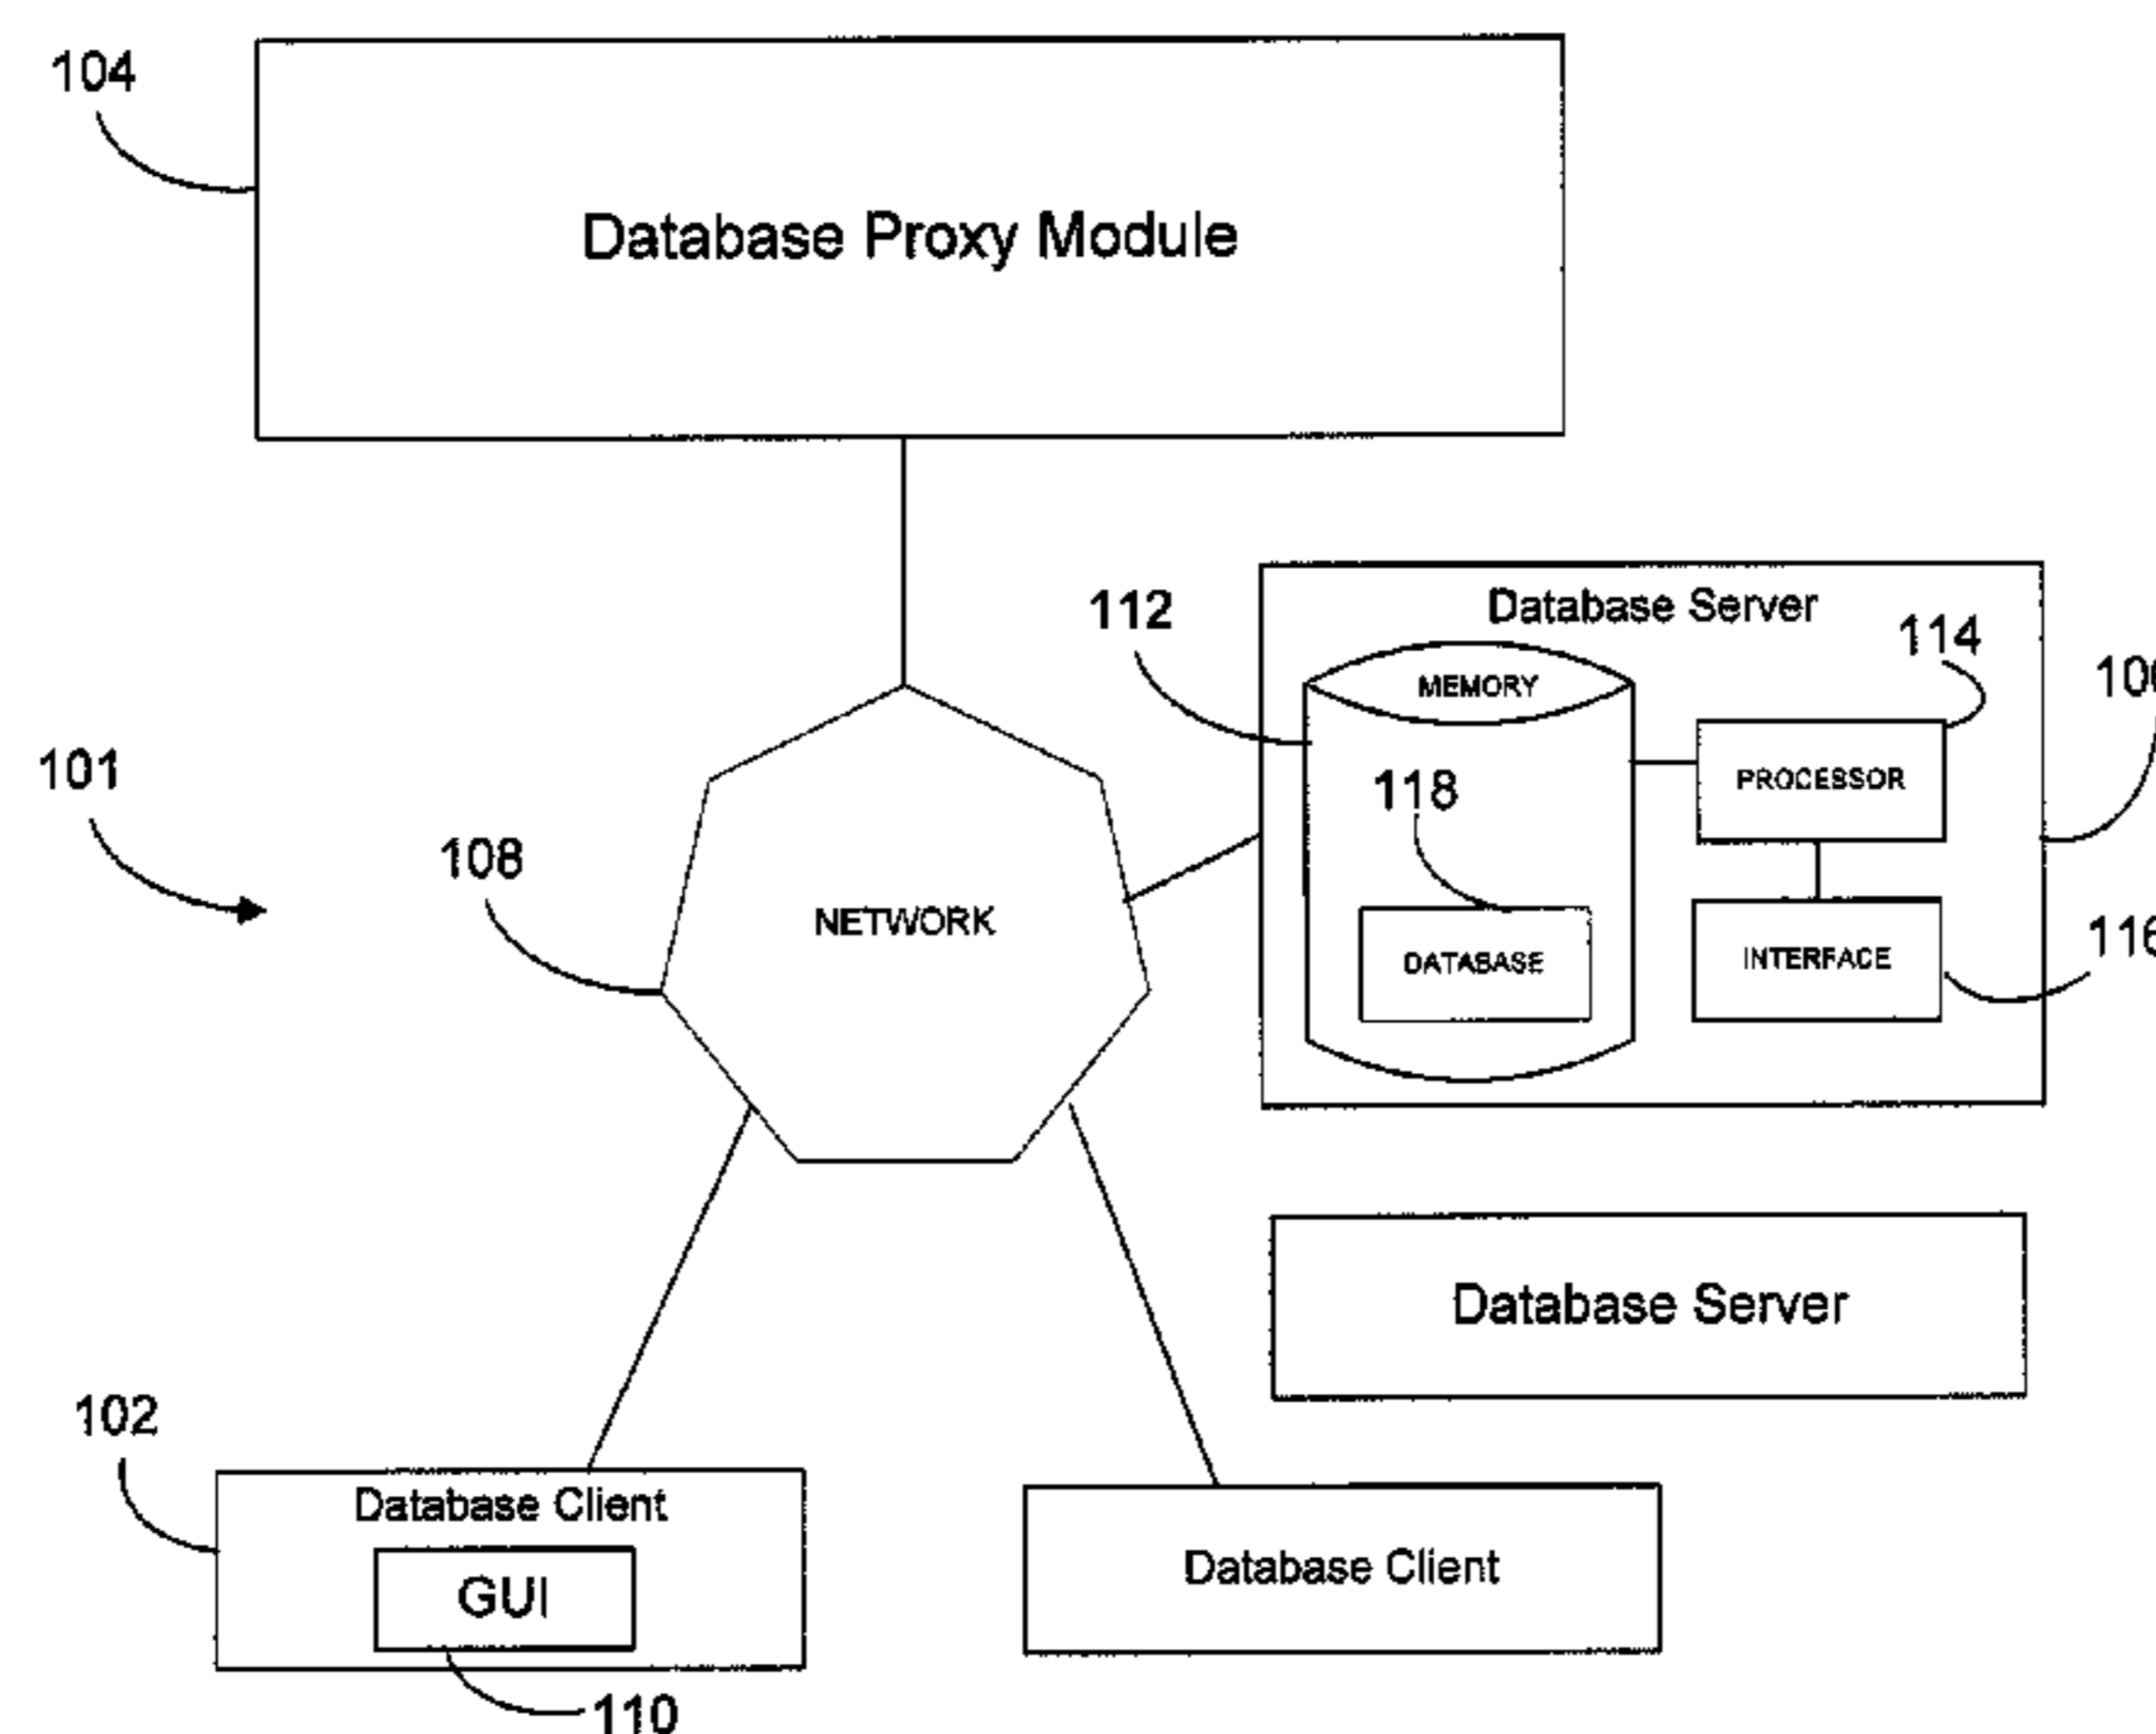 104
Database Proxy Module
112
Database Server
114
MEMORY
101
PROCESSOR
118
108
NETWORK
DATABASE
INTERFACE
116
Database Server
102
Database Client
GUI
Database Client
110